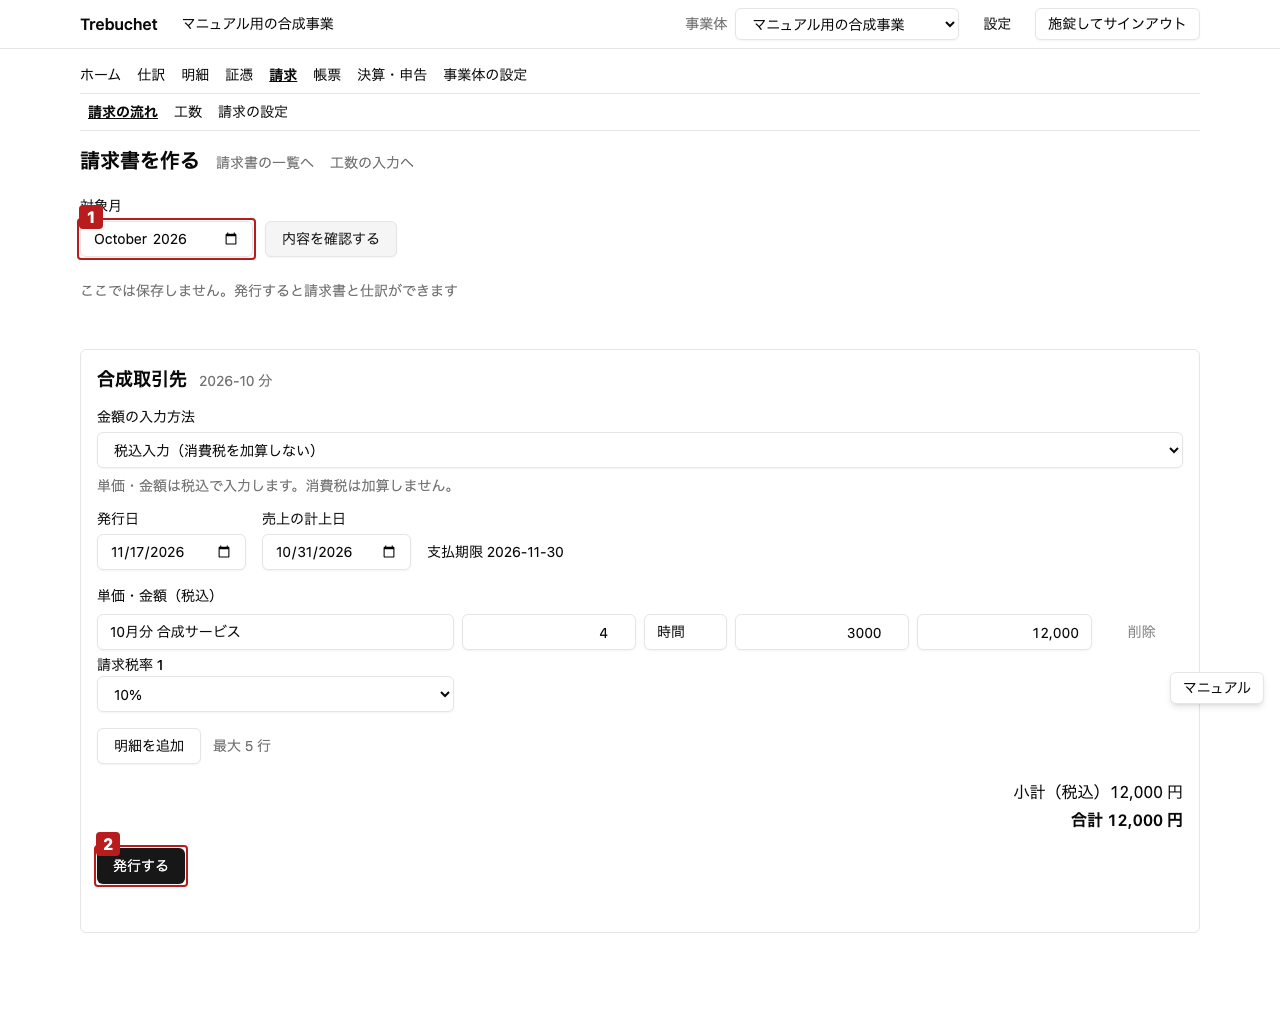 Trebuchet マニュアル用の合成事業 事業体 マニュアル用の合成事業 設定 施錠してサインアウト
ホーム 仕訳 明細 証憑 請求 帳票 決算・申告 事業体の設定
請求の流れ 工数 請求の設定
請求書を作る 請求書の一覧へ 工数の入力へ
対象月
1
October 2026 内容を確認する
ここでは保存しません。発行すると請求書と仕訳ができます
合成取引先 2026-10 分
金額の入力方法
税込入力（消費税を加算しない）
単価・金額は税込で入力します。消費税は加算しません。
発行日 売上の計上日
11/17/2026 10/31/2026 支払期限 2026-11-30
単価・金額（税込）
10月分 合成サービス 4 時間 3000 12,000 削除
請求税率 1
10%
マニュアル
明細を追加 最大 5 行
小計（税込）12,000 円
合計 12,000 円
2
発行する